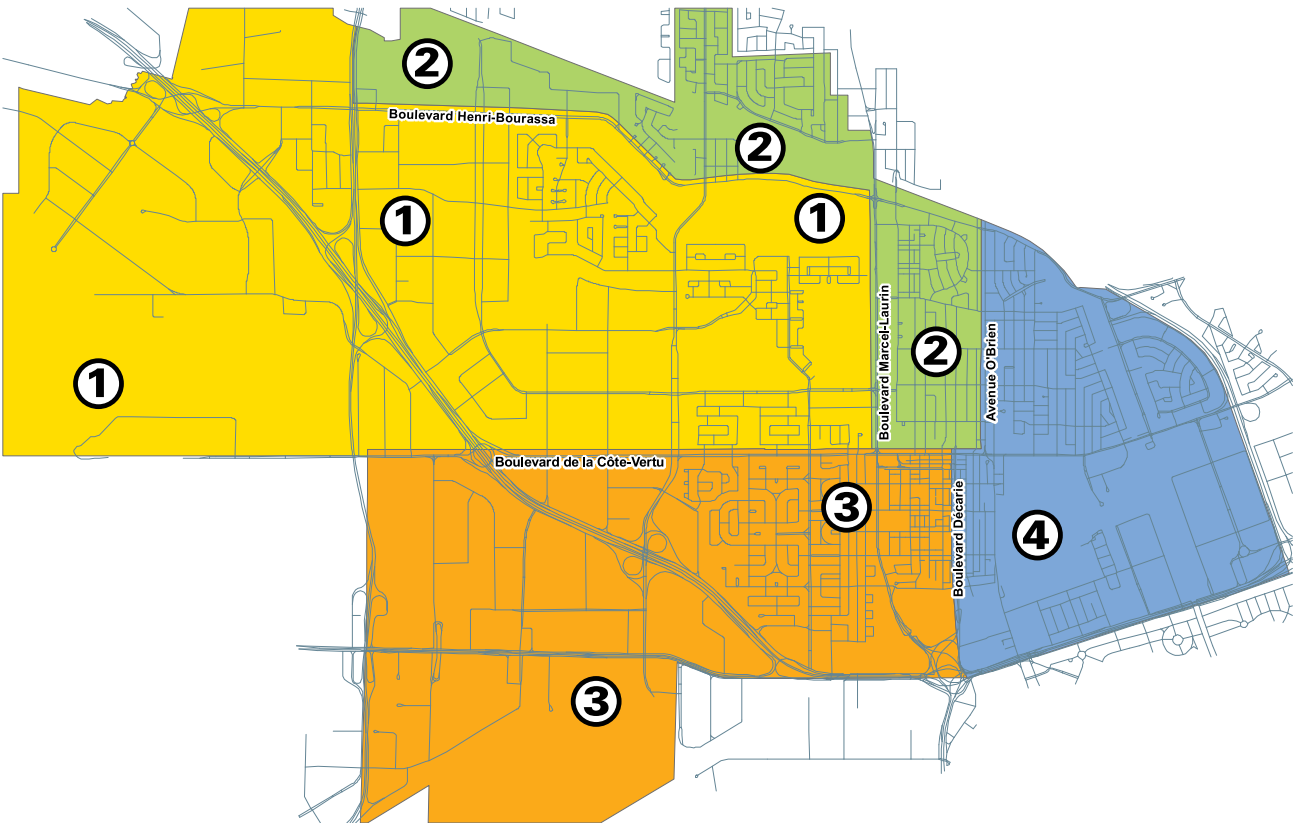 2
Boulevard Henri-Bourassa
2
1
1
Boulevard Marcel-Laurin
2
Avenue O'Brien
1
Boulevard de la Côte-Vertu
3
Boulevard Décarie
4
3